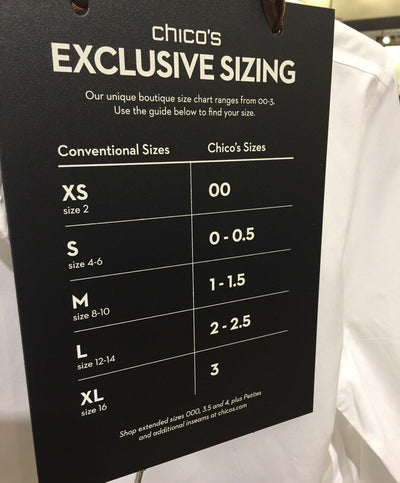 chico's
EXCLUSIVE SIZING
Our unique boutique size chart ranges from 00-3.
Use the guide below to find your size.
Conventional Sizes Chico's Sizes
XS 00
size 2
S 0 - 0.5
size 4-6
M 1 - 1.5
size 8-10
L 2 - 2.5
size 12-14
XL 3
size 16
Shop extended sizes 000, 3.5 and 4, plus Petites
and additional inseams at chicos.com